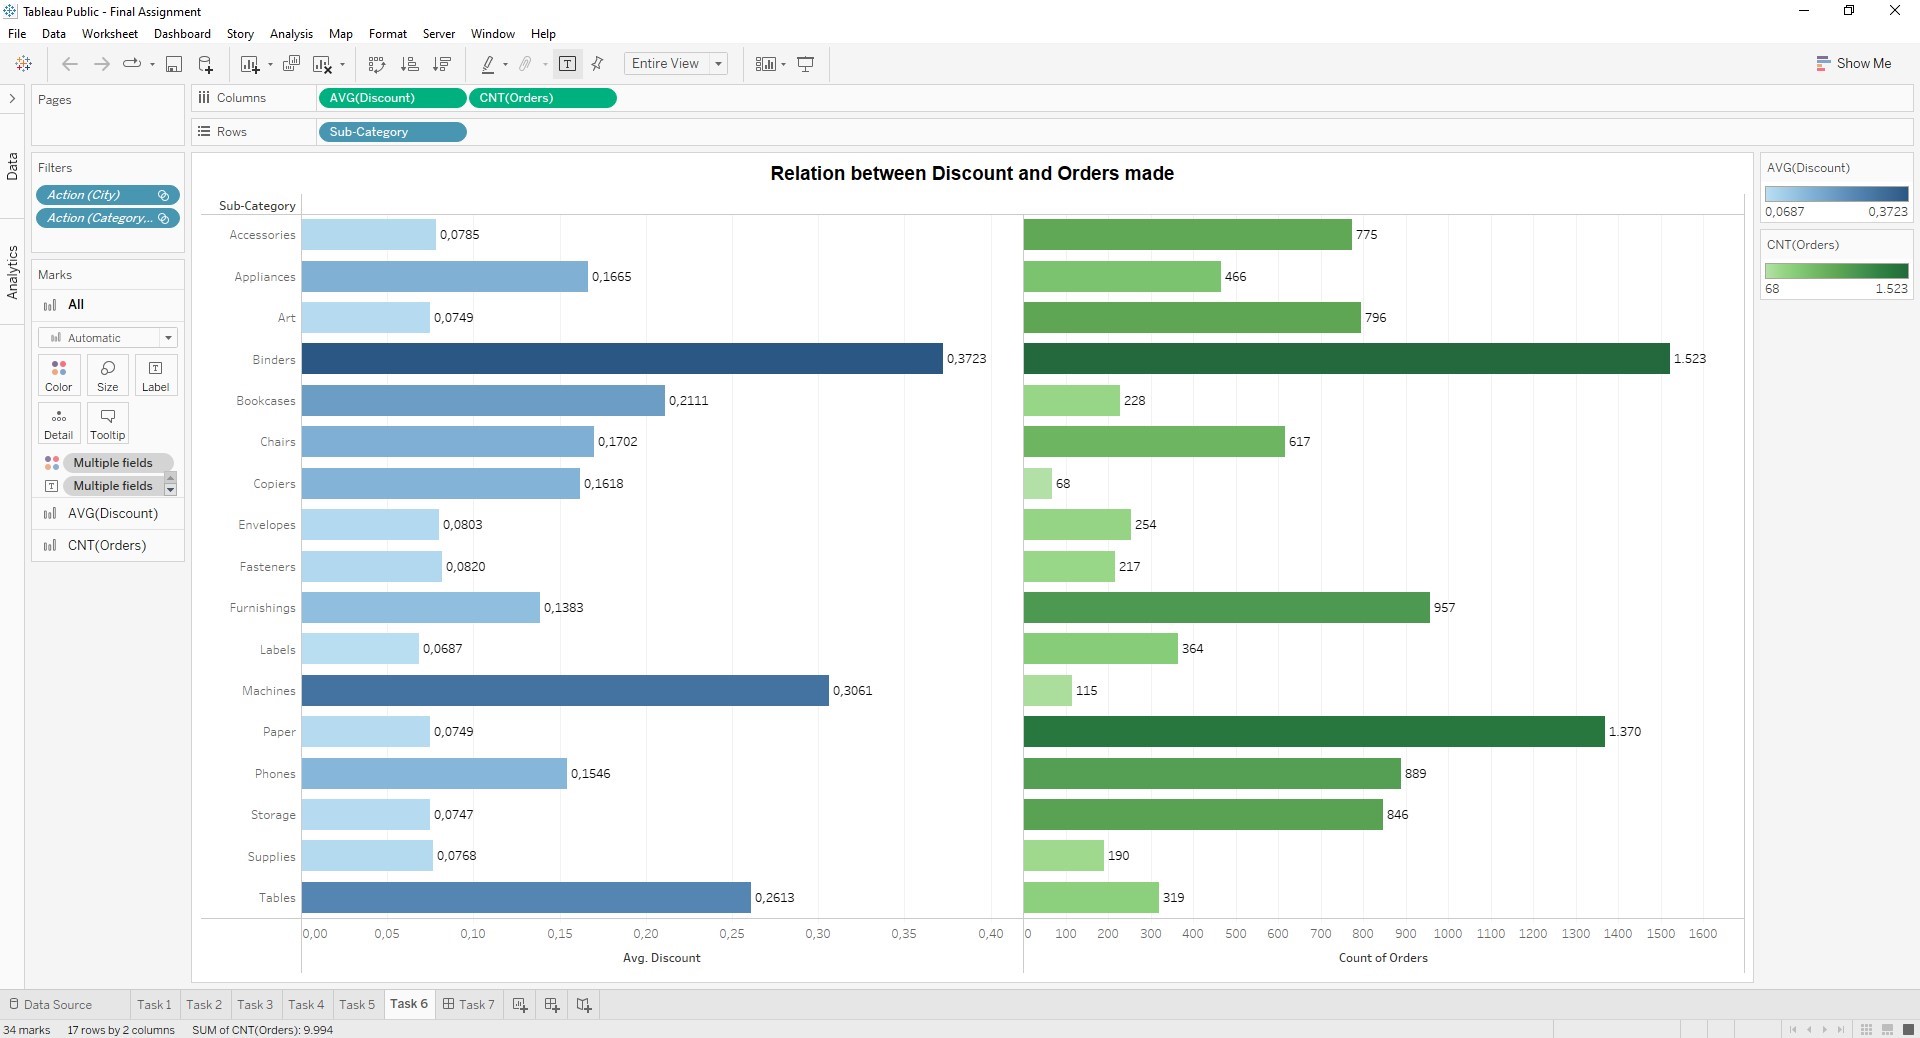 Tableau Public - Final Assignment
File Data Worksheet Dashboard Story Analysis Map Format Server Window Help
Entire View
Show Me
Pages
Columns AVG(Discount) CNT(Orders)
Rows Sub-Category
Data
Analytics
Filters
Action (City)
Action (Category,..
Marks
All
Automatic
Color Size Label
Detail Tooltip
Multiple fields
Multiple fields
AVG(Discount)
CNT(Orders)
Relation between Discount and Orders made
Sub-Category
Accessories 0,0785 775
Appliances 0,1665 466
Art 0,0749 796
Binders 0,3723 1.523
Bookcases 0,2111 228
Chairs 0,1702 617
Copiers 0,1618 68
Envelopes 0,0803 254
Fasteners 0,0820 217
Furnishings 0,1383 957
Labels 0,0687 364
Machines 0,3061 115
Paper 0,0749 1.370
Phones 0,1546 889
Storage 0,0747 846
Supplies 0,0768 190
Tables 0,2613 319
0,00 0,05 0,10 0,15 0,20 0,25 0,30 0,35 0,40 0 100 200 300 400 500 600 700 800 900 1000 1100 1200 1300 1400 1500 1600
Avg. Discount Count of Orders
AVG(Discount)
0,0687 0,3723
CNT(Orders)
68 1.523
Data Source Task 1 Task 2 Task 3 Task 4 Task 5 Task 6 Task 7
34 marks 17 rows by 2 columns SUM of CNT(Orders): 9.994